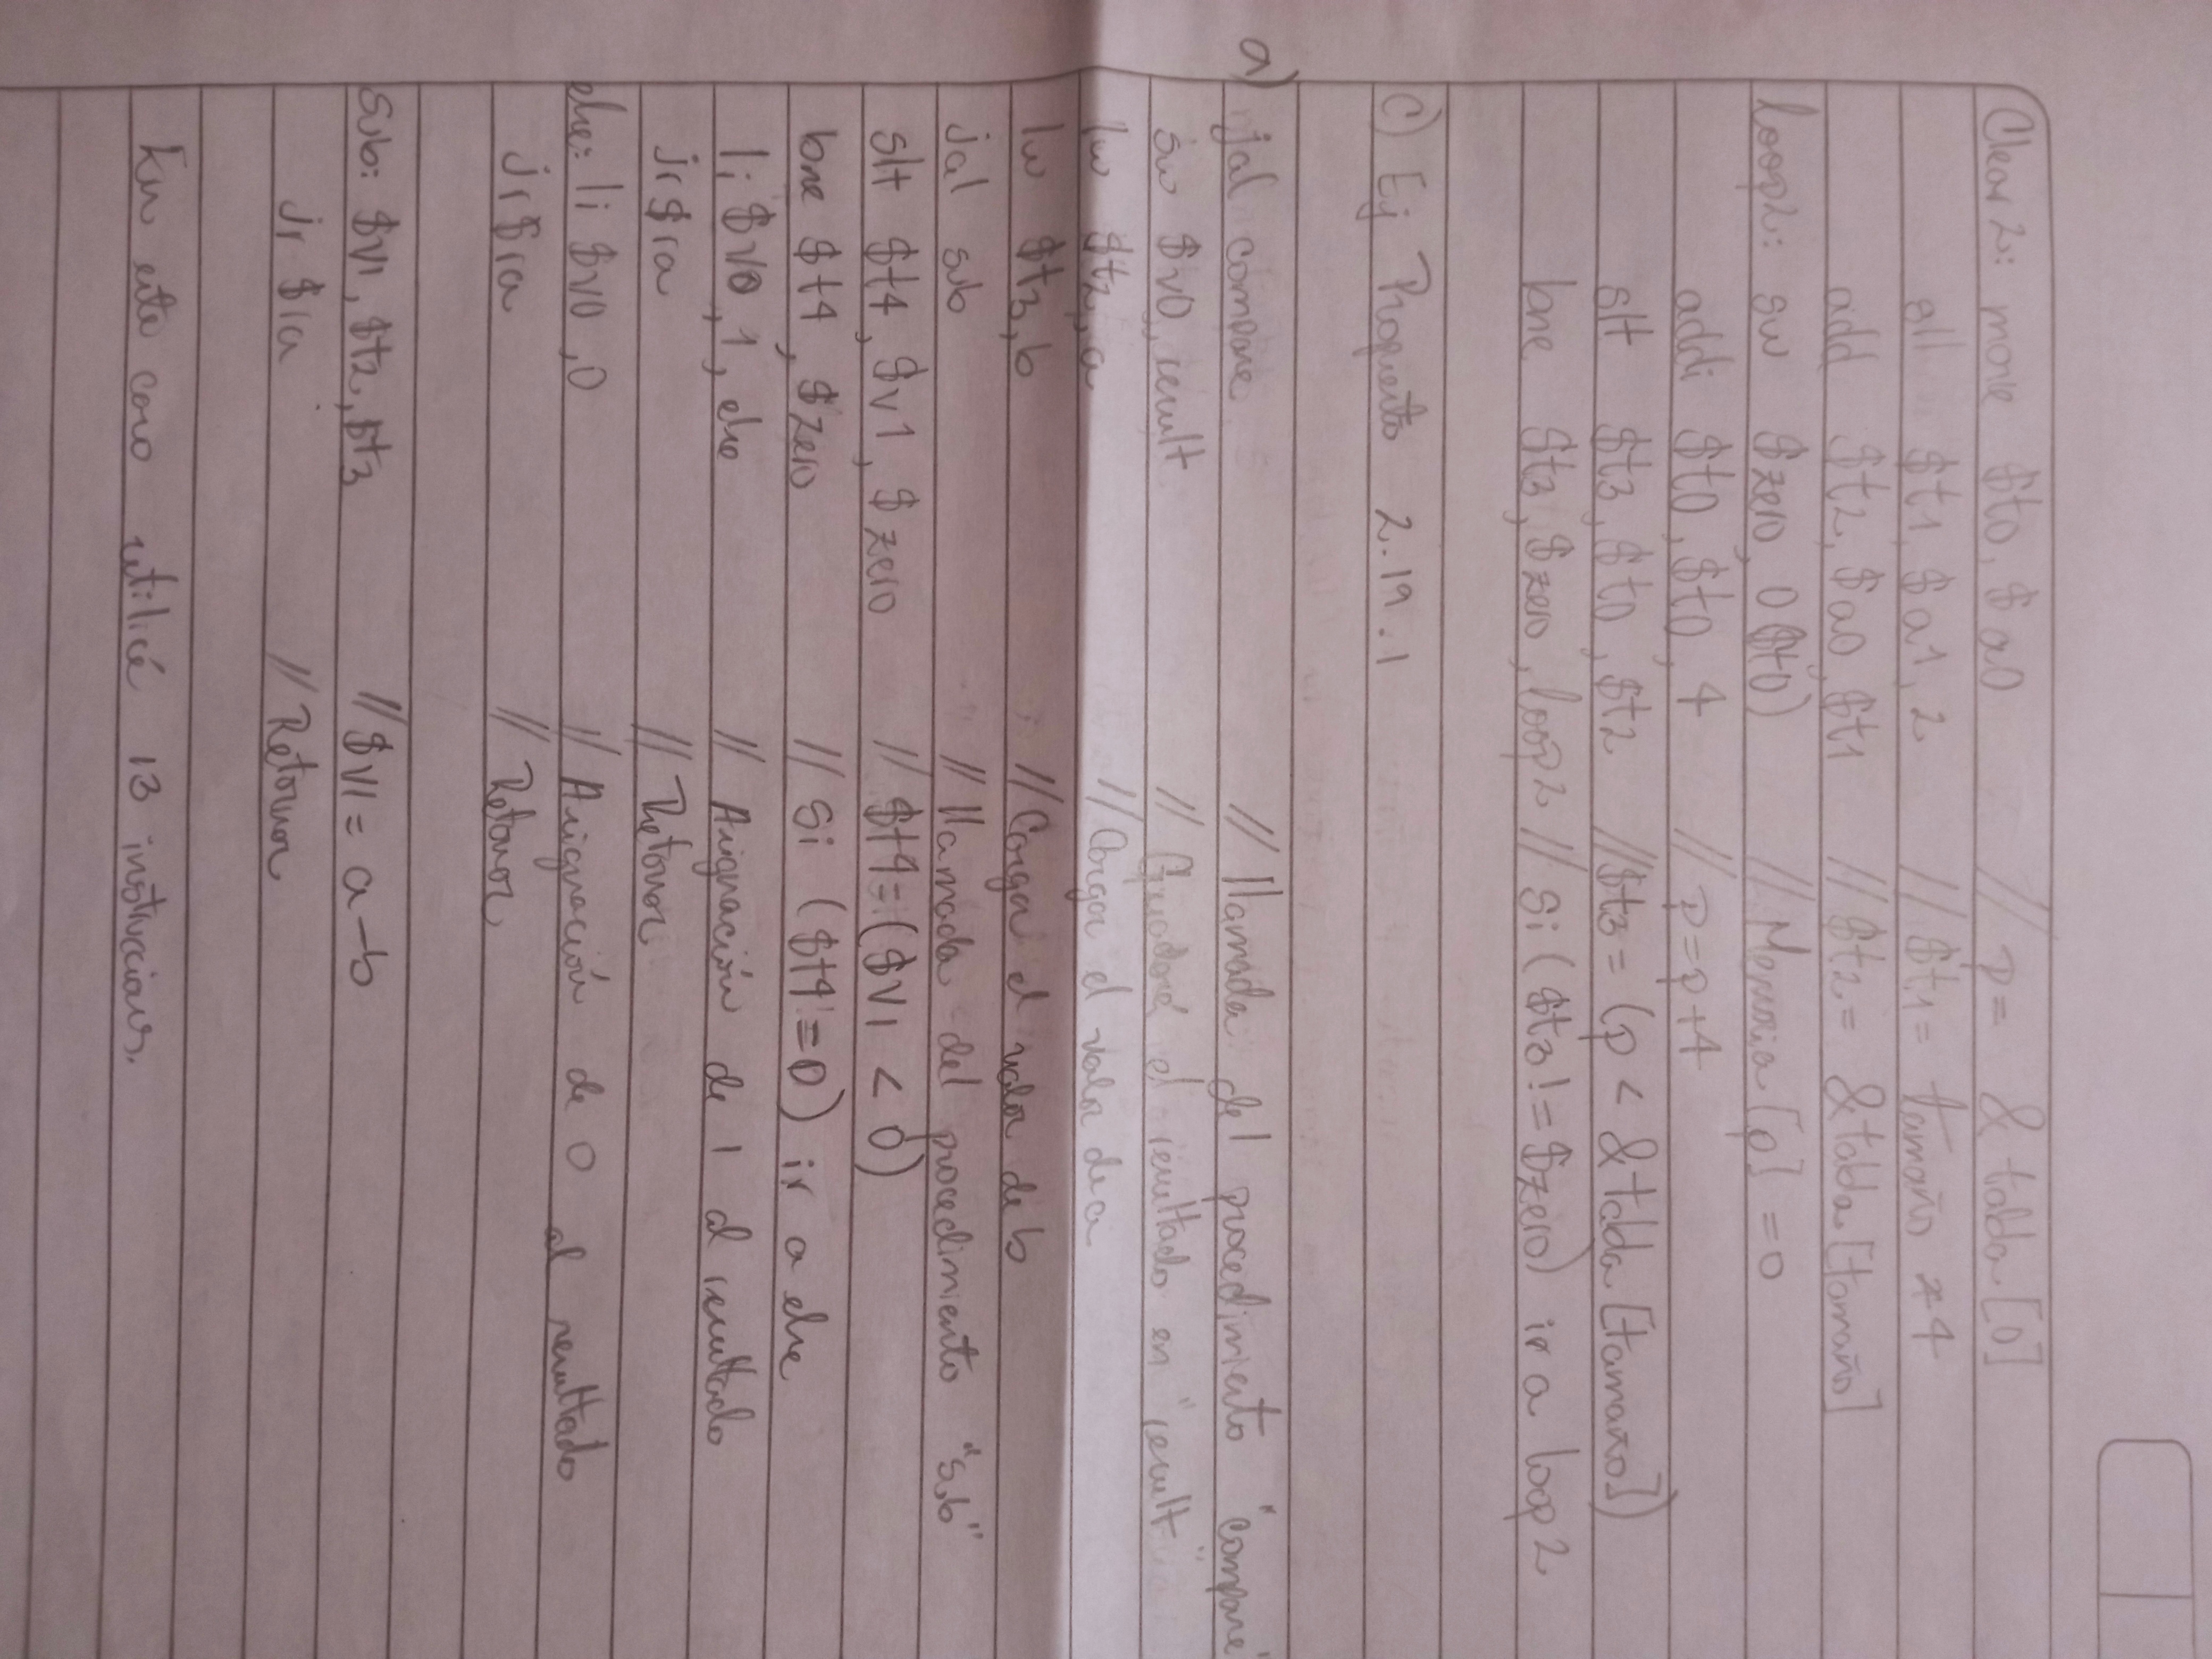 Clear2: move $t0, $a0 // p= & tabla [0]
sll $t1, $a1, 2 // $t1= tamaño *4
add $t2, $a0, $t1 // $t2= & tabla [tamaño]
loop2: sw $zero, 0($t0) // Memoria [p] =0
addi $t0, $t0, 4 // p=p+4
slt $t3, $t0, $t2 // $t3= (p < & tabla [tamaño])
bne $t3, $zero, loop2 // Si ($t3 != $zero) ir a loop 2
C) Ej Propuesto 2.19.1
a) jal compare // llamada del procedimiento "compare"
sw $v0, result // Guardará el resultado en "result"
lw $t2, a // Cargar el valor de a
lw $t3, b // Cargar el valor de b
jal sub // llamada del procedimiento "sub"
slt $t4, $v1, $zero // $t4= ($v1 < 0)
bne $t4, $zero // Si ($t4 != 0) ir a else
li $v0, 1, else // Asignación de 1 al resultado
jr $ra // Retornar
else: li $v0, 0 // Asignación de 0 al resultado
jr $ra // Retornar
Sub: $v1, $t2, $t3 // $v1= a-b
jr $ra // Retornar
En este caso utilicé 13 instrucciones.